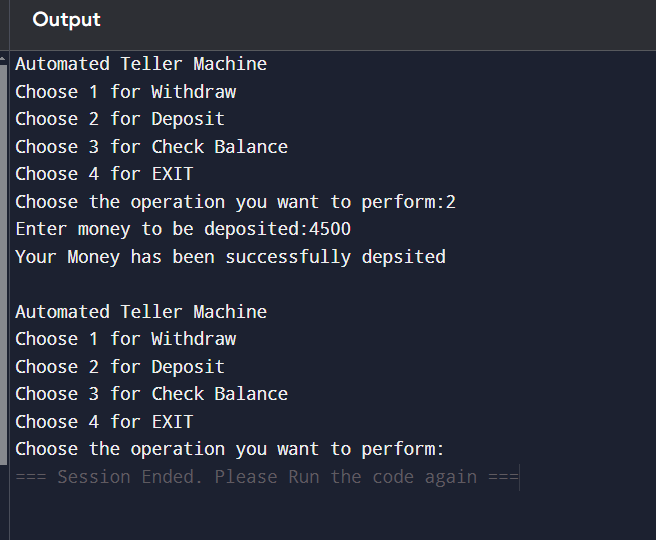 Output
Automated Teller Machine
Choose 1 for Withdraw
Choose 2 for Deposit
Choose 3 for Check Balance
Choose 4 for EXIT
Choose the operation you want to perform:2
Enter money to be deposited:4500
Your Money has been successfully depsited
Automated Teller Machine
Choose 1 for Withdraw
Choose 2 for Deposit
Choose 3 for Check Balance
Choose 4 for EXIT
Choose the operation you want to perform:
=== Session Ended. Please Run the code again ===